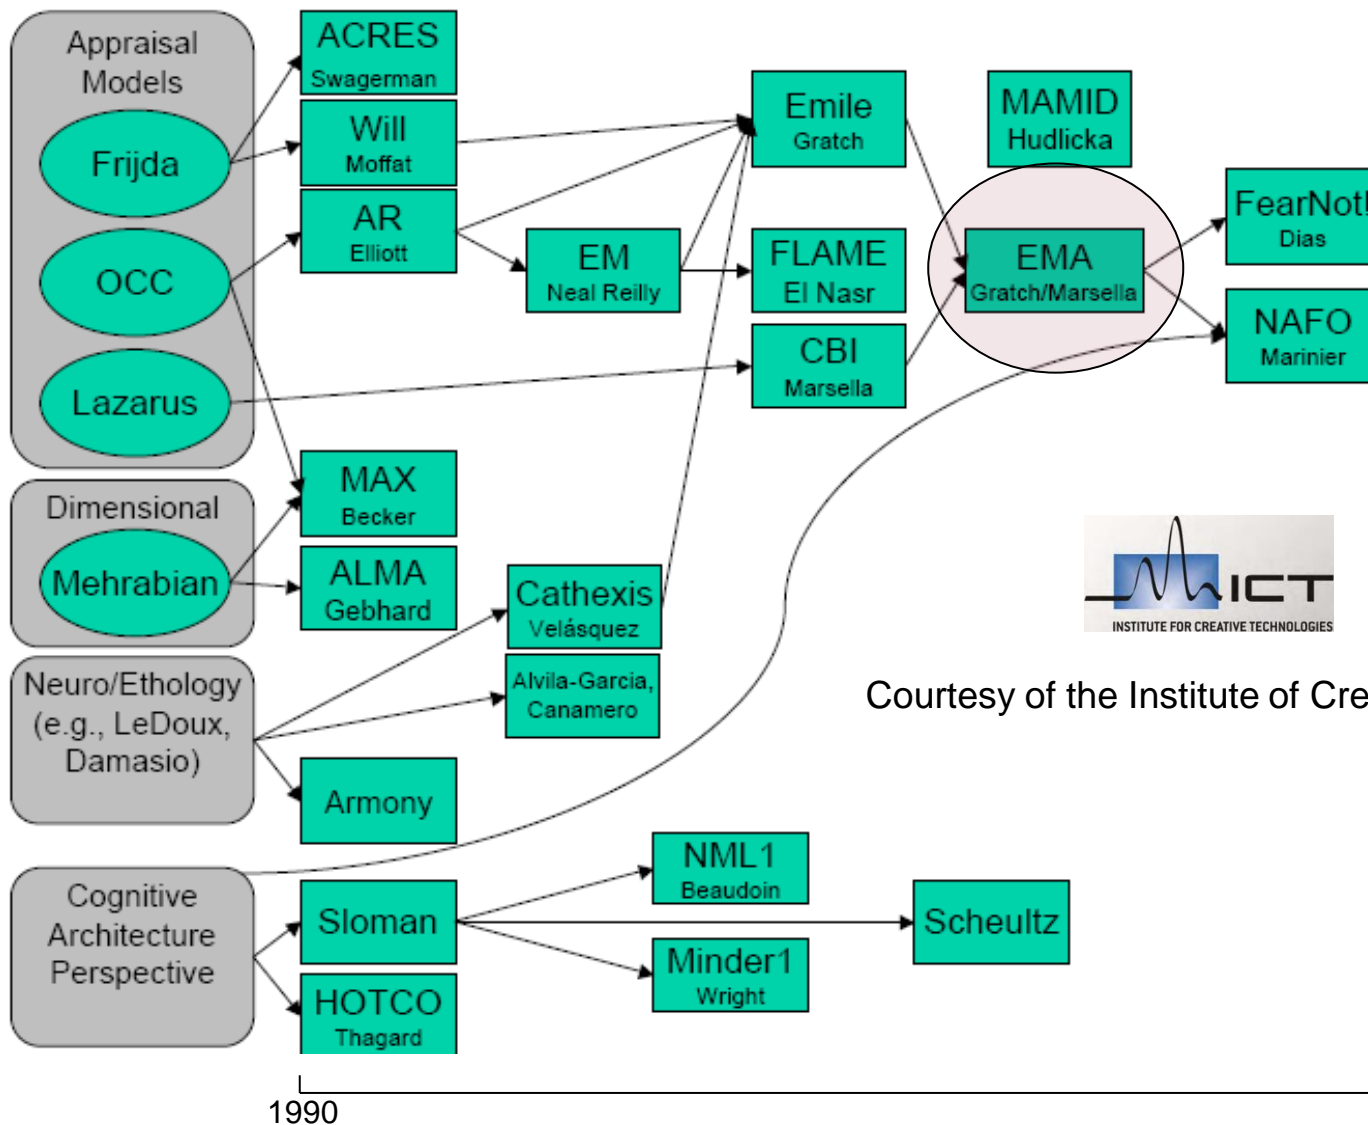 Appraisal
Models
Frijda
OCC
Lazarus
Dimensional
Mehrabian
Neuro/Ethology
(e.g., LeDoux,
Damasio)
Cognitive
Architecture
Perspective
ACRES
Swagerman
Will
Moffat
AR
Elliott
MAX
Becker
ALMA
Gebhard
Armony
Sloman
HOTCO
Thagard
EM
Neal Reilly
Cathexis
Velásquez
Alvila-Garcia,
Canamero
NML1
Beaudoin
Minder1
Wright
Emile
Gratch
FLAME
El Nasr
CBI
Marsella
MAMID
Hudlicka
EMA
Gratch/Marsella
Scheultz
FearNot!
Dias
NAFO
Marinier
ICT
INSTITUTE FOR CREATIVE TECHNOLOGIES
Courtesy of the Institute of Cre
1990